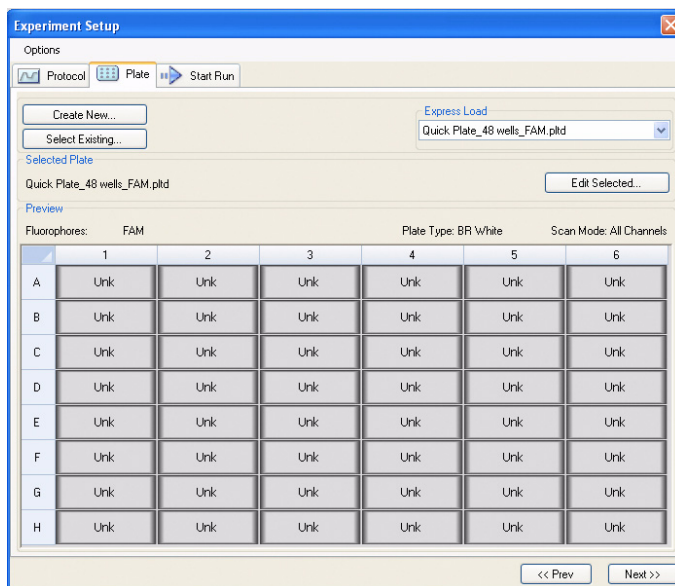 Experiment Setup
Options
Protocol Plate Start Run
Create New...
Select Existing...
Express Load
Quick Plate_48 wells_FAM.pltd
Selected Plate
Quick Plate_48 wells_FAM.pltd
Edit Selected...
Preview
Fluorophores: FAM Plate Type: BR White Scan Mode: All Channels
1 2 3 4 5 6
A Unk Unk Unk Unk Unk Unk
B Unk Unk Unk Unk Unk Unk
C Unk Unk Unk Unk Unk Unk
D Unk Unk Unk Unk Unk Unk
E Unk Unk Unk Unk Unk Unk
F Unk Unk Unk Unk Unk Unk
G Unk Unk Unk Unk Unk Unk
H Unk Unk Unk Unk Unk Unk
<< Prev Next >>